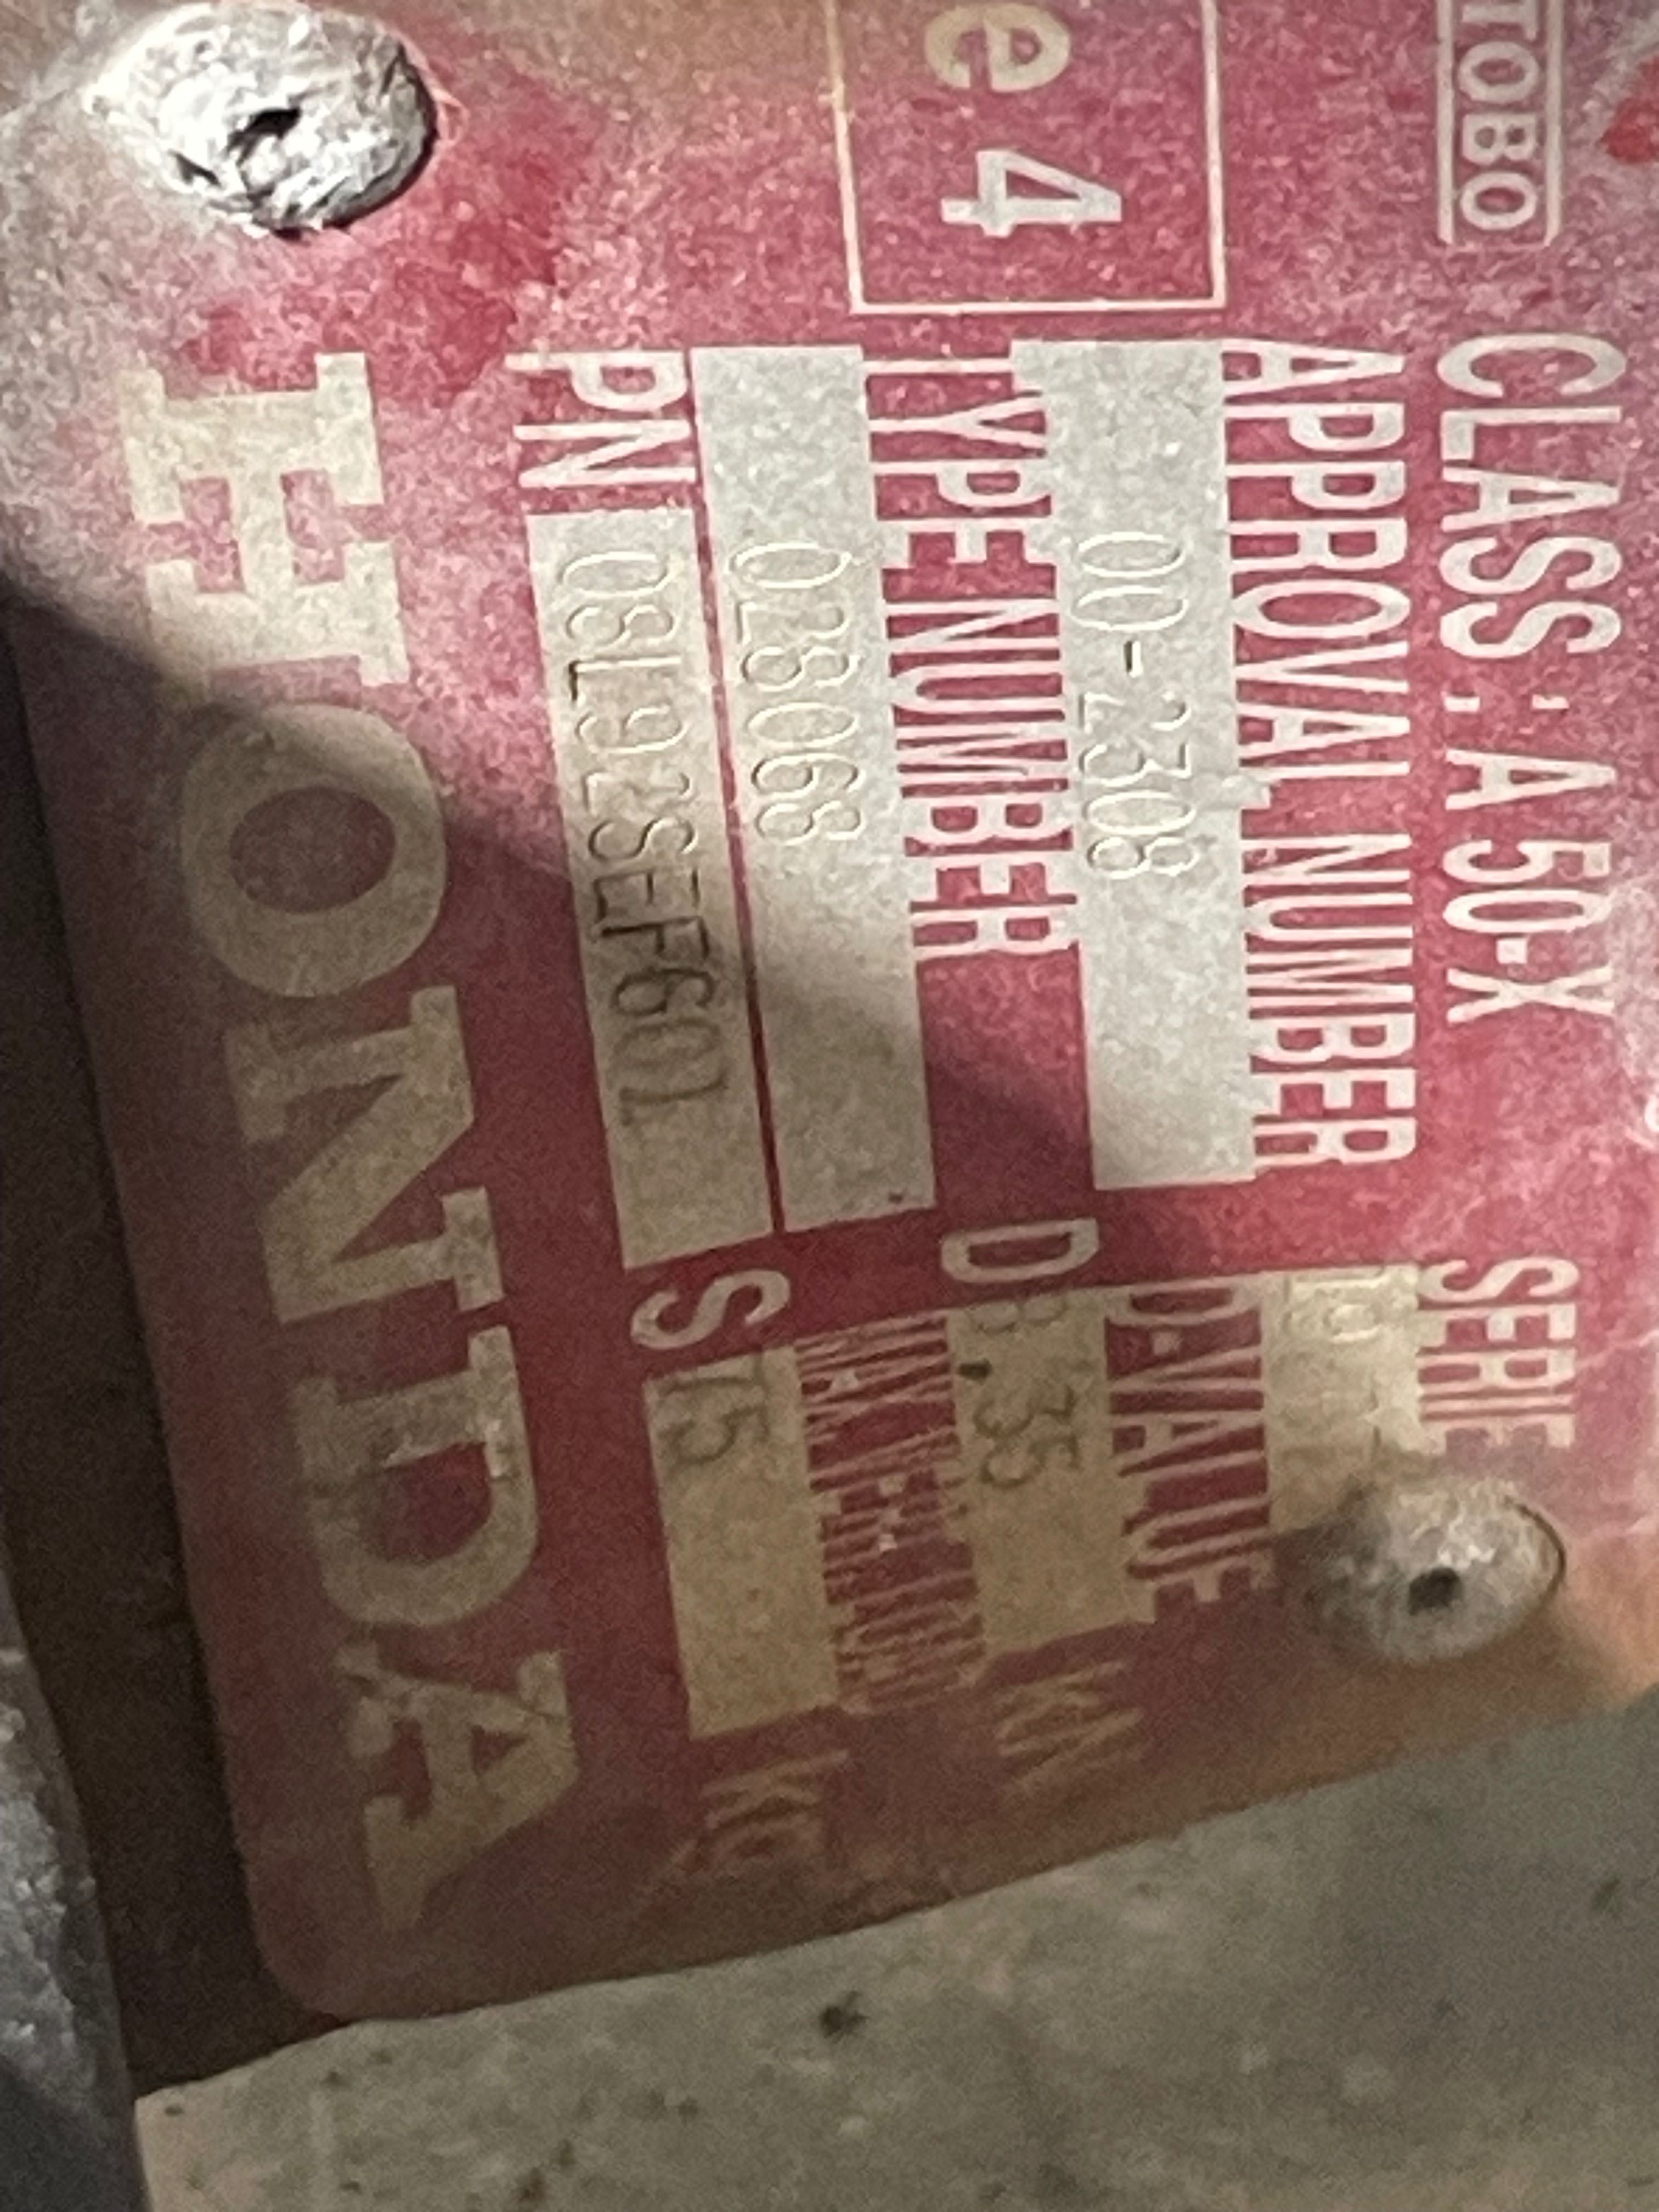 TOBO
CLASS : A 50-X
SERIE
e4
APPROVAL NUMBER
00-2308
D-VALUE
TYPE NUMBER
D 8,35 KN
028068
PN 08L92SEF601
S 75 KG
HONDA